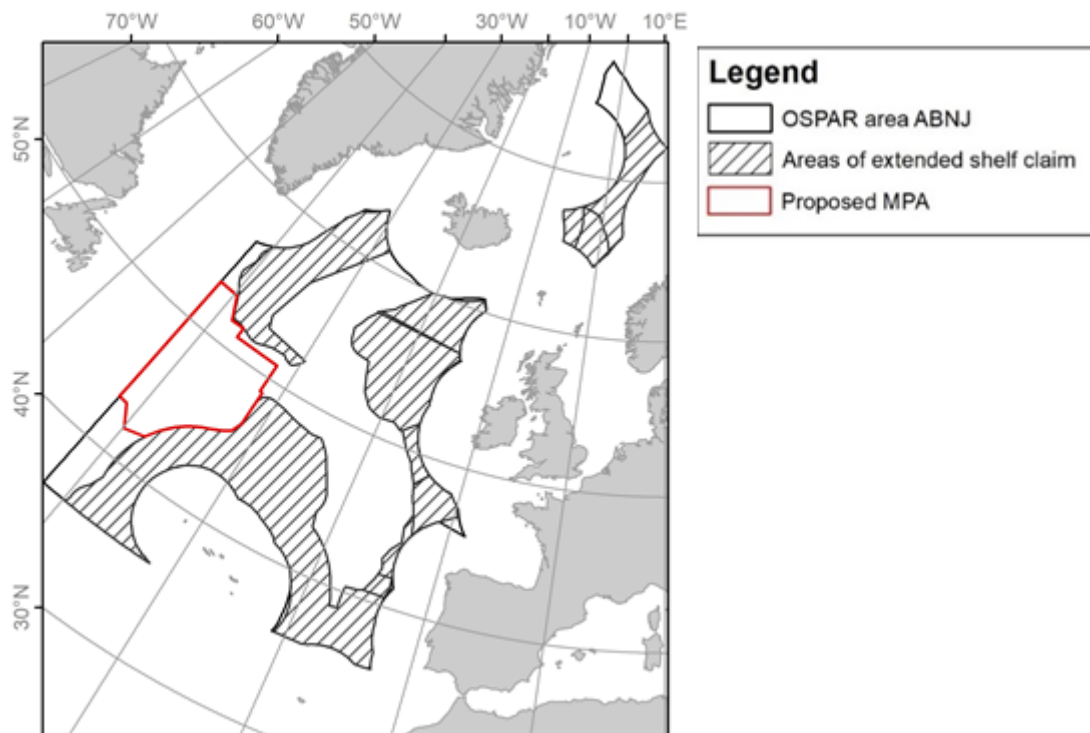 70°W 60°W 50°W 30°W 10°W 10°E
50°N
40°N
30°N
Legend
OSPAR area ABNJ
Areas of extended shelf claim
Proposed MPA